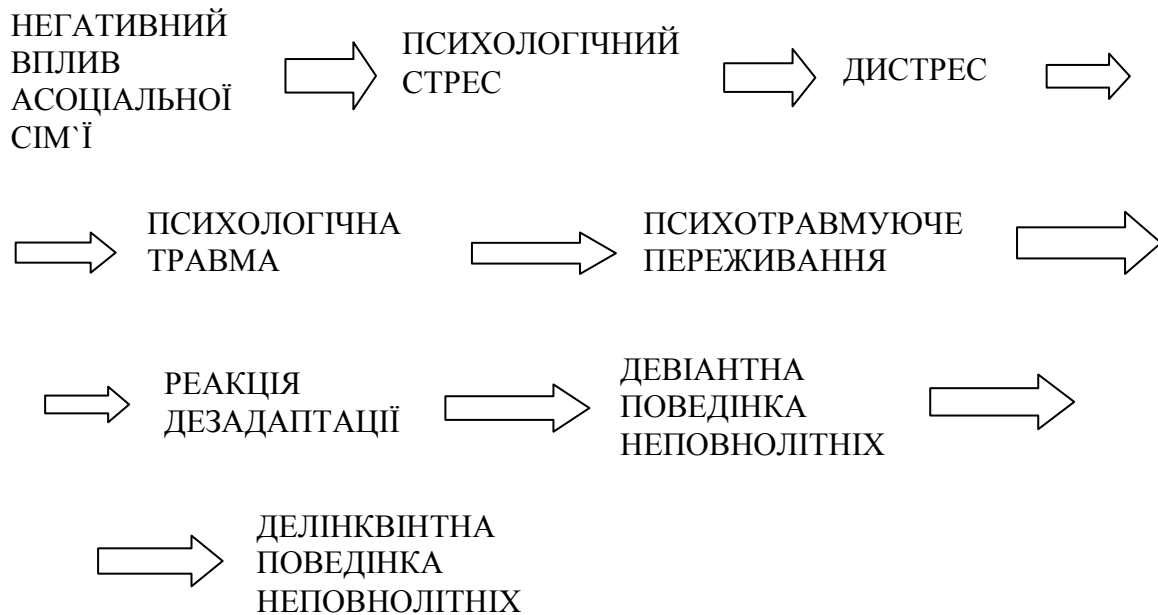 НЕГАТИВНИЙ
ВПЛИВ
АСОЦІАЛЬНОЇ
СІМ`Ї
ПСИХОЛОГІЧНИЙ
СТРЕС
ДИСТРЕС
ПСИХОЛОГІЧНА
ТРАВМА
ПСИХОТРАВМУЮЧЕ
ПЕРЕЖИВАННЯ
РЕАКЦІЯ
ДЕЗАДАПТАЦІЇ
ДЕВІАНТНА
ПОВЕДІНКА
НЕПОВНОЛІТНІХ
ДЕЛІНКВІНТНА
ПОВЕДІНКА
НЕПОВНОЛІТНІХ